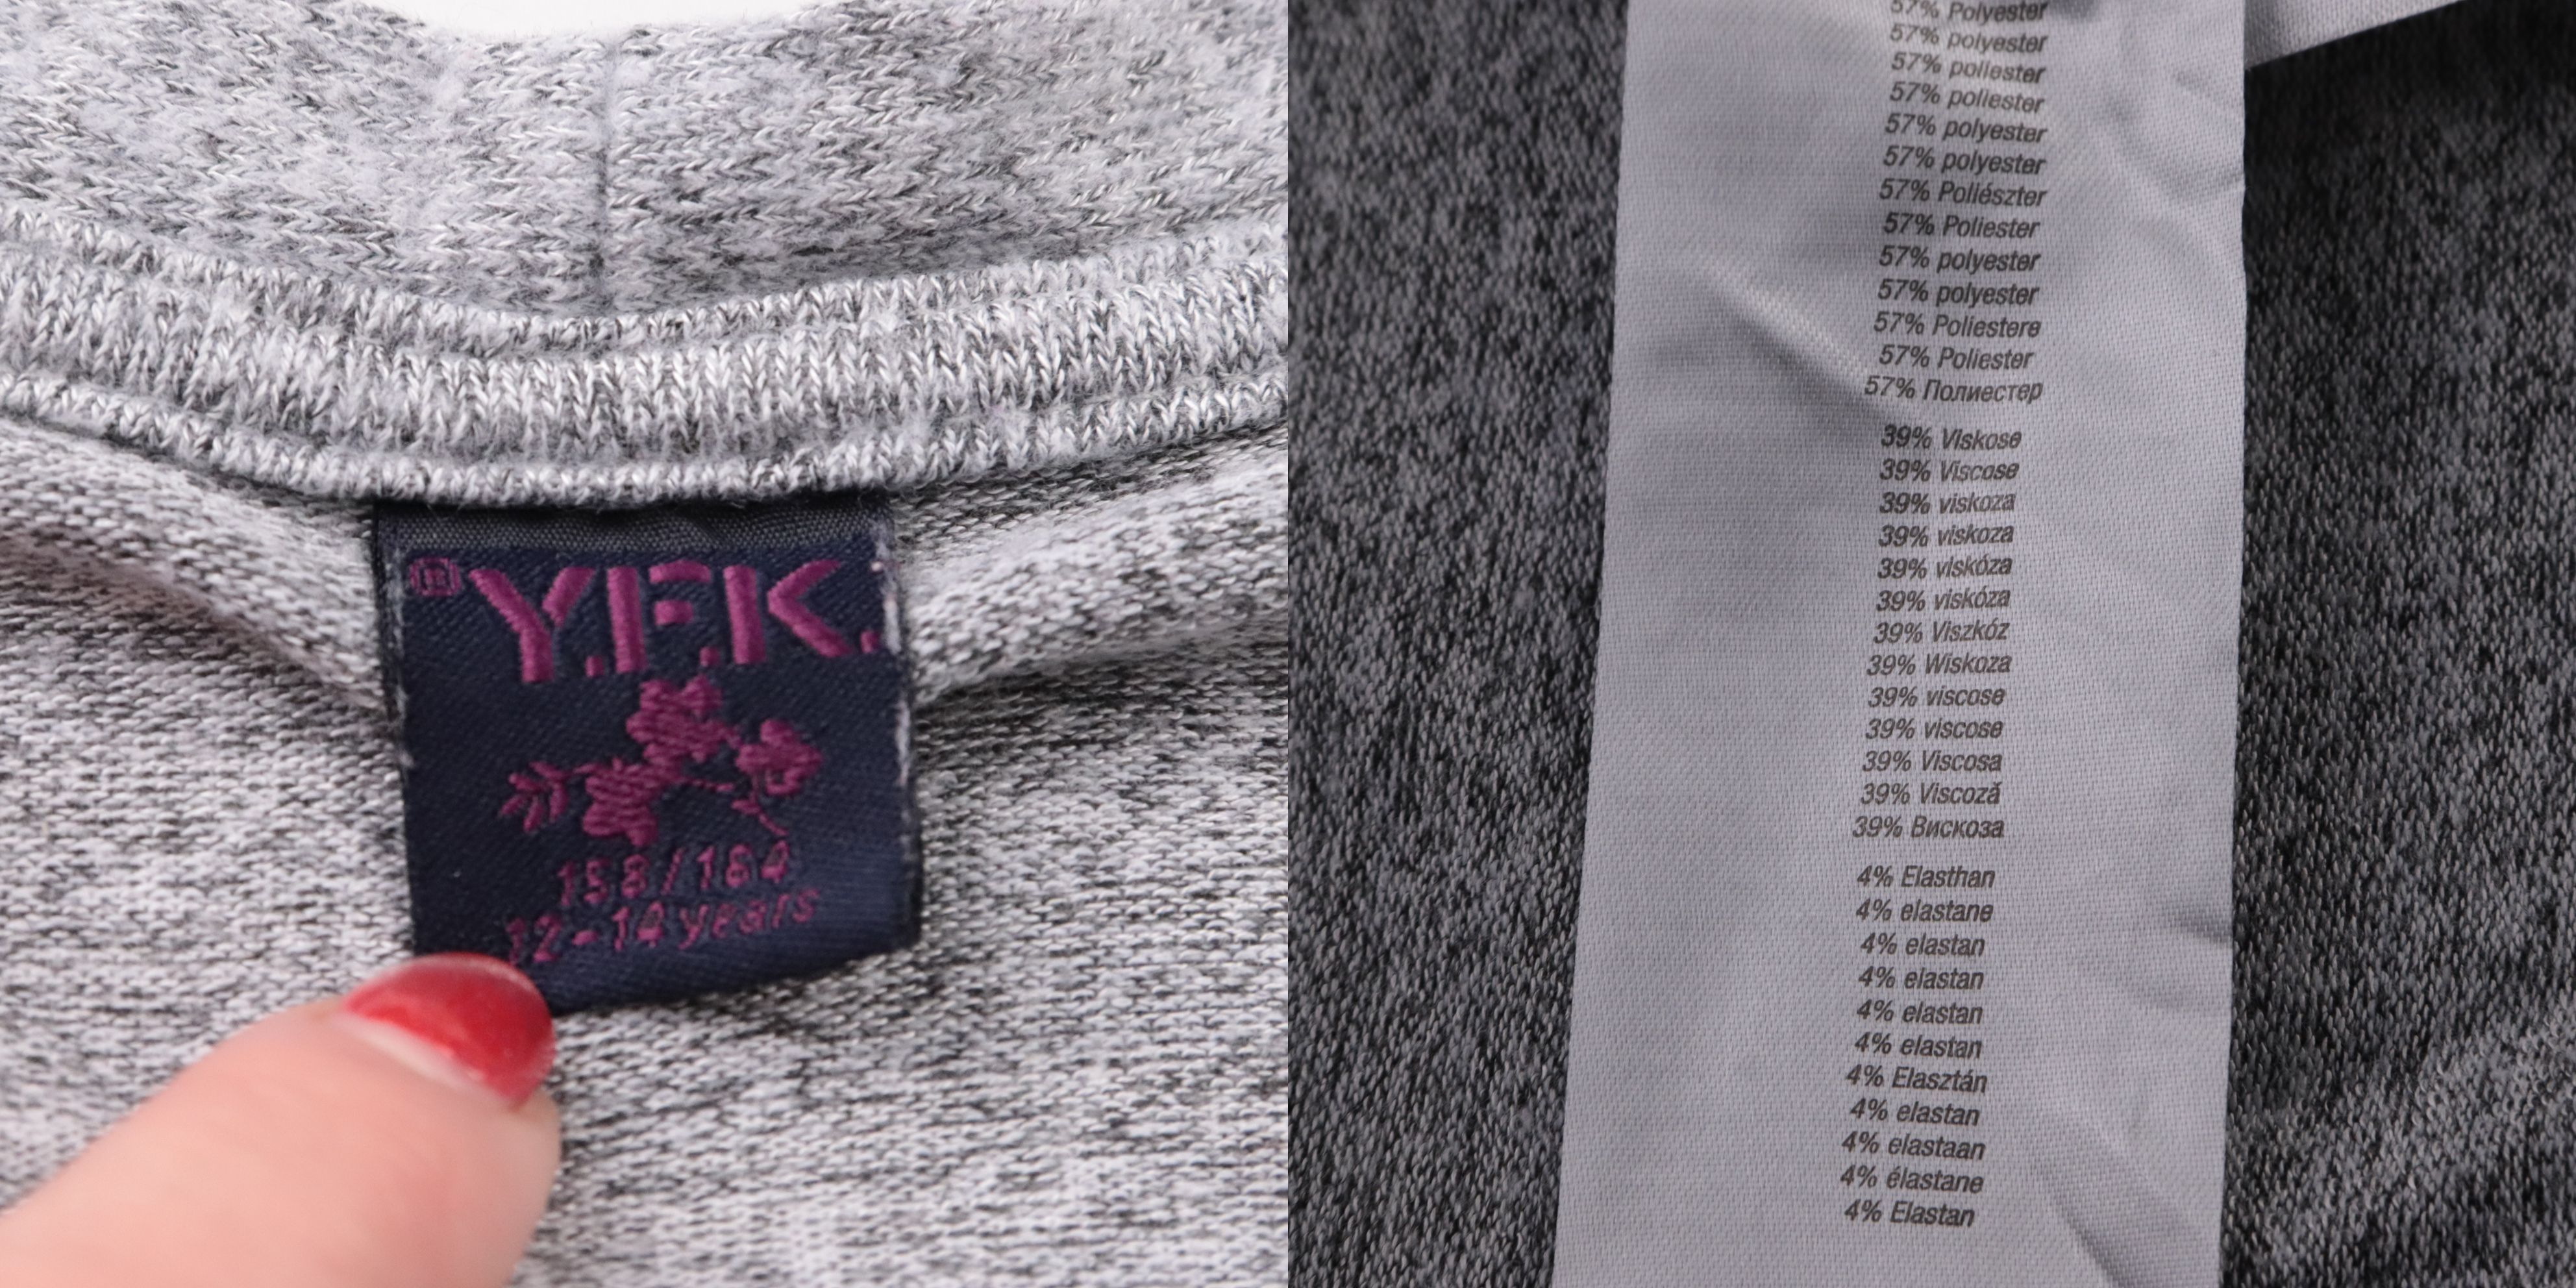 ® Y.F.K.
158/164
12-14 years
57% Polyester
57% polyester
57% poliester
57% poliester
57% polyester
57% polyester
57% Poliészter
57% Poliester
57% polyester
57% polyester
57% Poliestere
57% Poliester
57% Полиестер
39% Viskose
39% Viscose
39% viskoza
39% viskoza
39% viskóza
39% viskóza
39% Viszkóz
39% Wiskoza
39% viscose
39% viscose
39% Viscosa
39% Viscoză
39% Вискоза
4% Elasthan
4% elastane
4% elastan
4% elastan
4% elastan
4% elastan
4% Elasztán
4% elastan
4% elastaan
4% élastane
4% Elastan